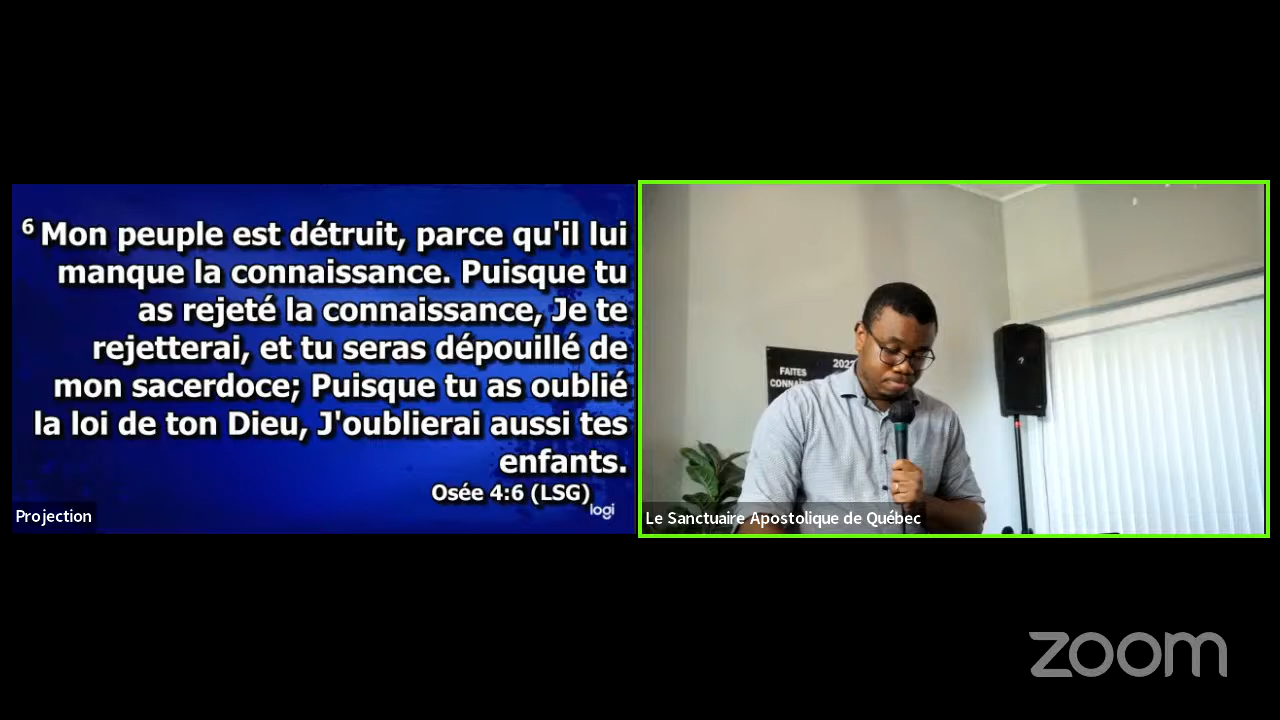 6 Mon peuple est détruit, parce qu'il lui
manque la connaissance. Puisque tu
as rejeté la connaissance, Je te
rejetterai, et tu seras dépouillé de
mon sacerdoce; Puisque tu as oublié
la loi de ton Dieu, J'oublierai aussi tes
enfants.
Osée 4:6 (LSG)
logi
Projection
2022
FAITES
Le Sanctuaire Apostolique de Québec
zoom